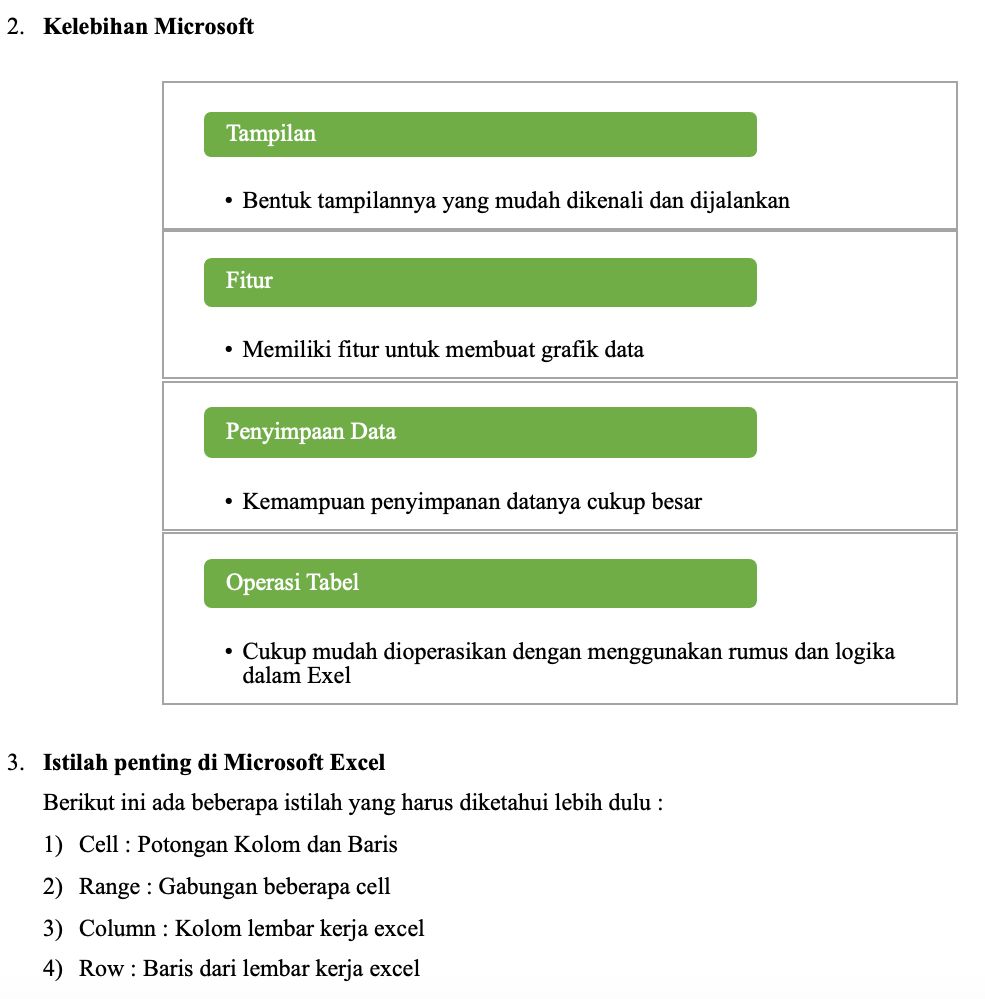 2. Kelebihan Microsoft
Tampilan
• Bentuk tampilannya yang mudah dikenali dan dijalankan
Fitur
• Memiliki fitur untuk membuat grafik data
Penyimpaan Data
• Kemampuan penyimpanan datanya cukup besar
Operasi Tabel
• Cukup mudah dioperasikan dengan menggunakan rumus dan logika
dalam Exel
3. Istilah penting di Microsoft Excel
Berikut ini ada beberapa istilah yang harus diketahui lebih dulu :
1) Cell : Potongan Kolom dan Baris
2) Range : Gabungan beberapa cell
3) Column : Kolom lembar kerja excel
4) Row : Baris dari lembar kerja excel